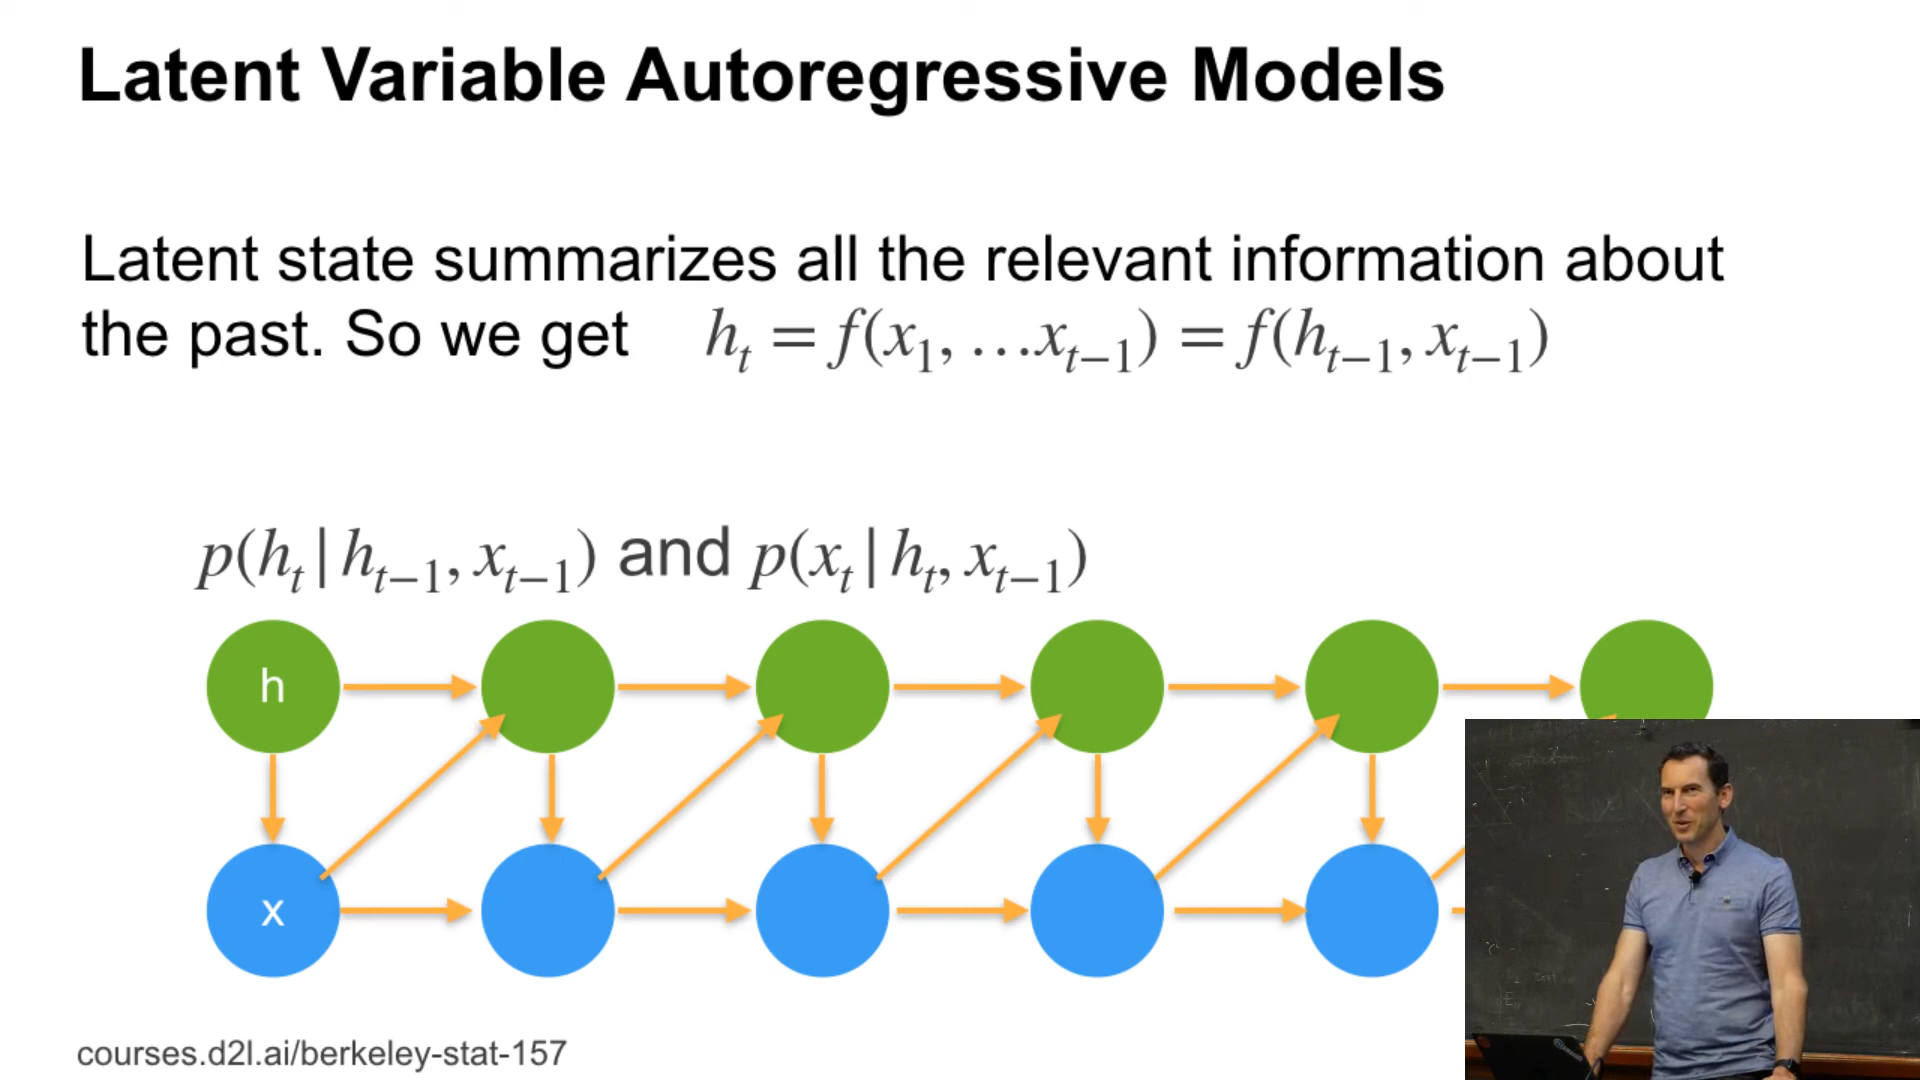 Latent Variable Autoregressive Models
Latent state summarizes all the relevant information about
the past. So we get h_t = f(x_1, …x_{t−1}) = f(h_{t−1}, x_{t−1})
p(h_t | h_{t−1}, x_{t−1}) and p(x_t | h_t, x_{t−1})
h
x
courses.d2l.ai/berkeley-stat-157